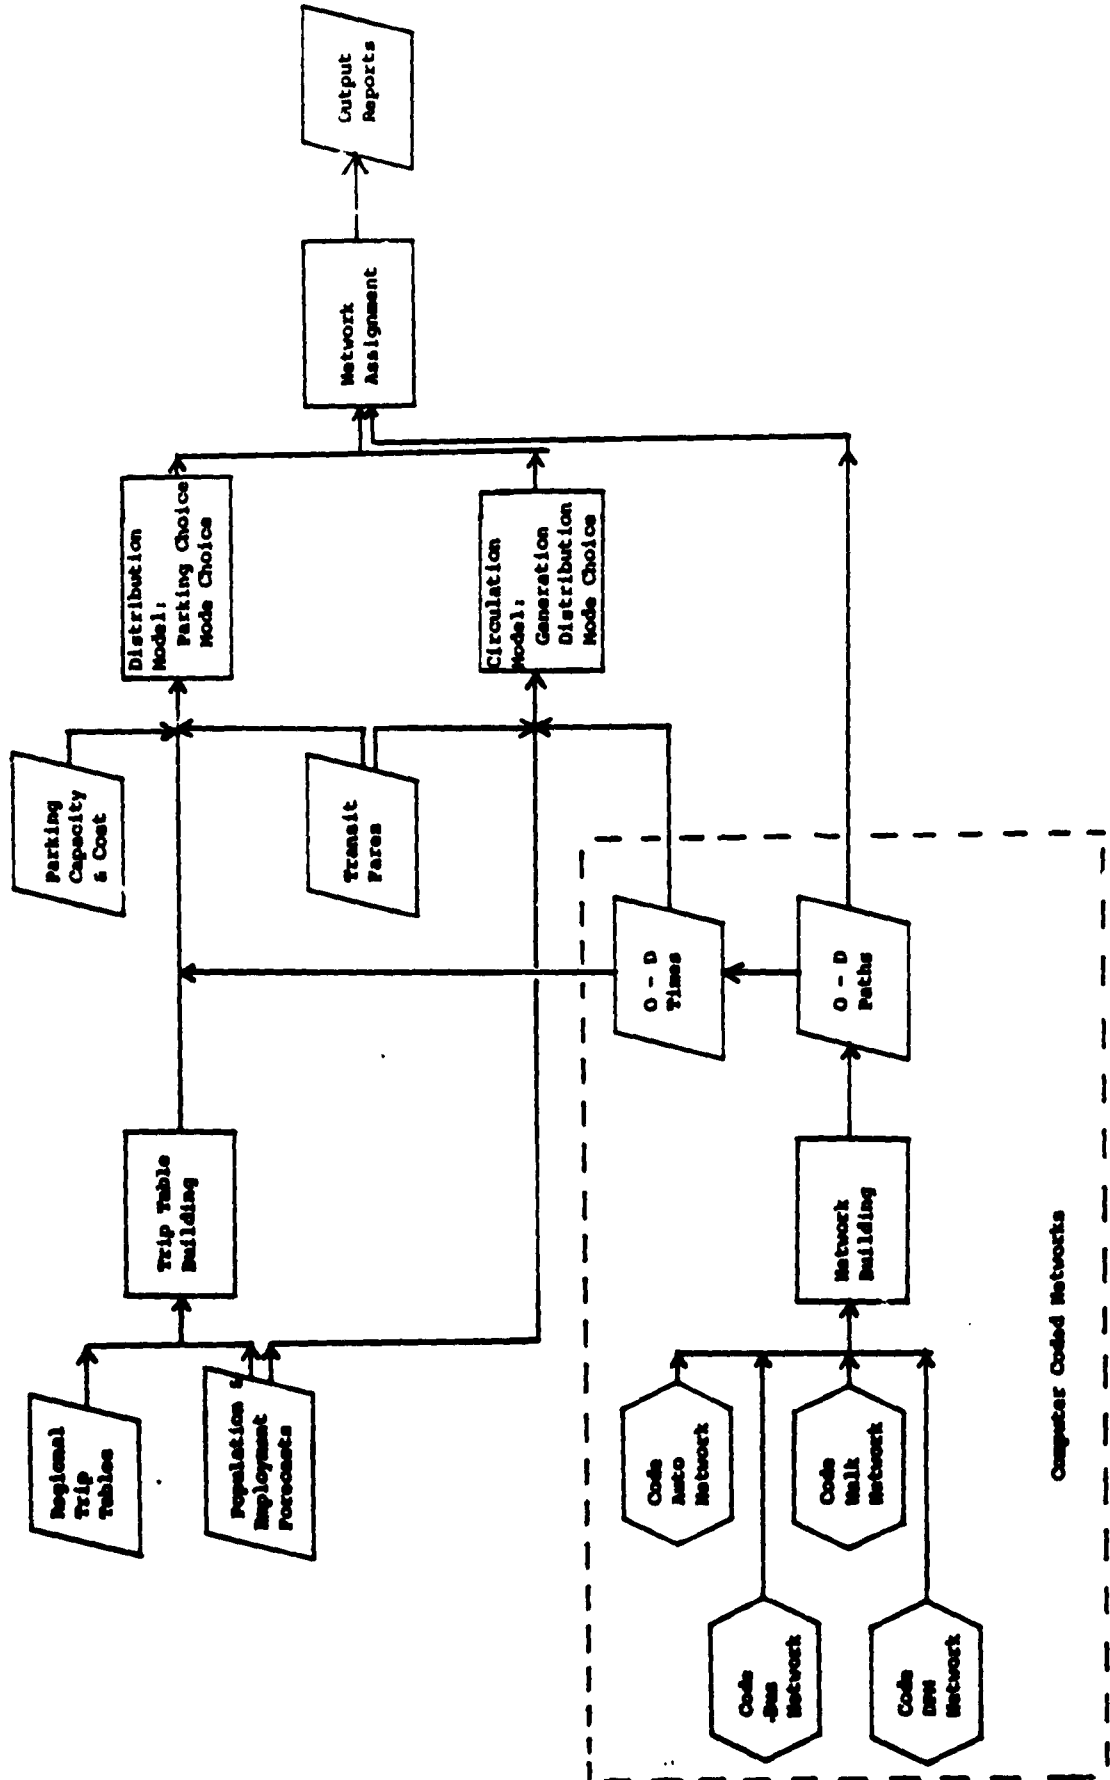 Regional
Trip
Tables
Population &
Employment
Forecasts
Trip Table
Building
Parking
Capacity
& Cost
Transit
Fares
Distribution
Model:
Parking Choice
Mode Choice
Circulation
Model:
Generation
Distribution
Mode Choice
Network
Assignment
Output
Reports
Code
Auto
Network
Code
Bus
Network
Code
Walk
Network
Code
DPM
Network
Network
Building
O - D
Times
O - D
Paths
Computer Coded Networks